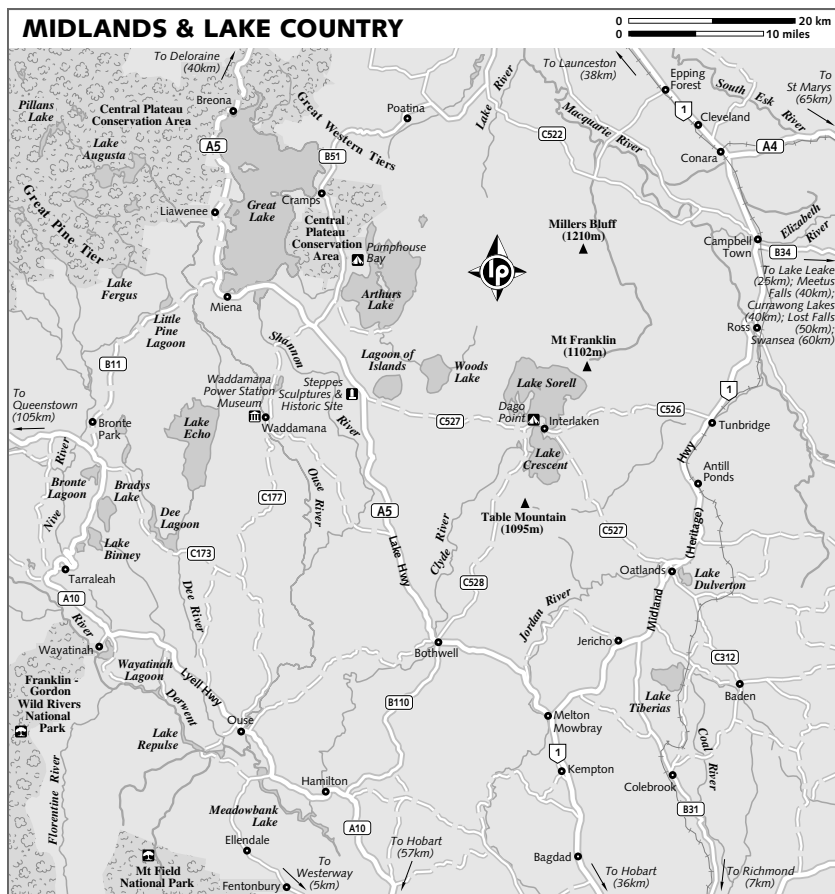 MIDLANDS & LAKE COUNTRY
0 20 km
0 10 miles
To Deloraine
(40km)
To Launceston
(38km)
To
St Marys
(65km)
Pillans
Lake
Central Plateau
Conservation Area
Breona
Great Western Tiers
Poatina
Lake River
Epping
Forest
South Esk River
1
Cleveland
Macquarie River
Lake
Augusta
A5
B51
C522
Conara
A4
Great Pine Tier
Liawenee
Great
Lake
Cramps
Central
Plateau
Conservation
Area
Pumphouse
Bay
Millers Bluff
(1210m)
Elizabeth
River
Campbell
Town
B34
LP
To Lake Leake
(25km); Meetus
Falls (40km);
Currawong Lakes
(40km); Lost Falls
(50km);
Swansea (60km)
Lake
Fergus
Miena
Arthurs
Lake
Little
Pine
Lagoon
Ross
Shannon
River
Lagoon of
Islands
Woods
Lake
Mt Franklin
(1102m)
B11
Waddamana
Power Station
Museum
Steppes
Sculptures &
Historic Site
Lake Sorell
1
To
Queenstown
(105km)
Bronte
Park
Lake
Echo
Waddamana
C527
Dago
Point
Interlaken
C526
Tunbridge
Lake
Crescent
Hwy
Antill
Ponds
Nive
River
Bronte
Lagoon
Bradys
Lake
Dee
Lagoon
C177
Ouse
River
A5
Table Mountain
(1095m)
Lake
Binney
C173
Lake Hwy
Clyde River
C527
(Heritage)
Tarraleah
Dee River
C528
Oatlands
Lake
Dulverton
A10
River
Jordan River
Midland
Wayatinah
Bothwell
Jericho
C312
Wayatinah
Lagoon
Lyell Hwy
Franklin -
Gordon
Wild Rivers
National
Park
Derwent
B110
Lake
Tiberias
Baden
Lake
Repulse
Ouse
Melton
Mowbray
Coal
River
1
Florentine River
Hamilton
Kempton
Colebrook
Meadowbank
Lake
B31
Ellendale
A10
To Hobart
(57km)
Bagdad
Mt Field
National Park
To
Westerway
(5km)
Fentonbury
To Hobart
(36km)
To Richmond
(7km)